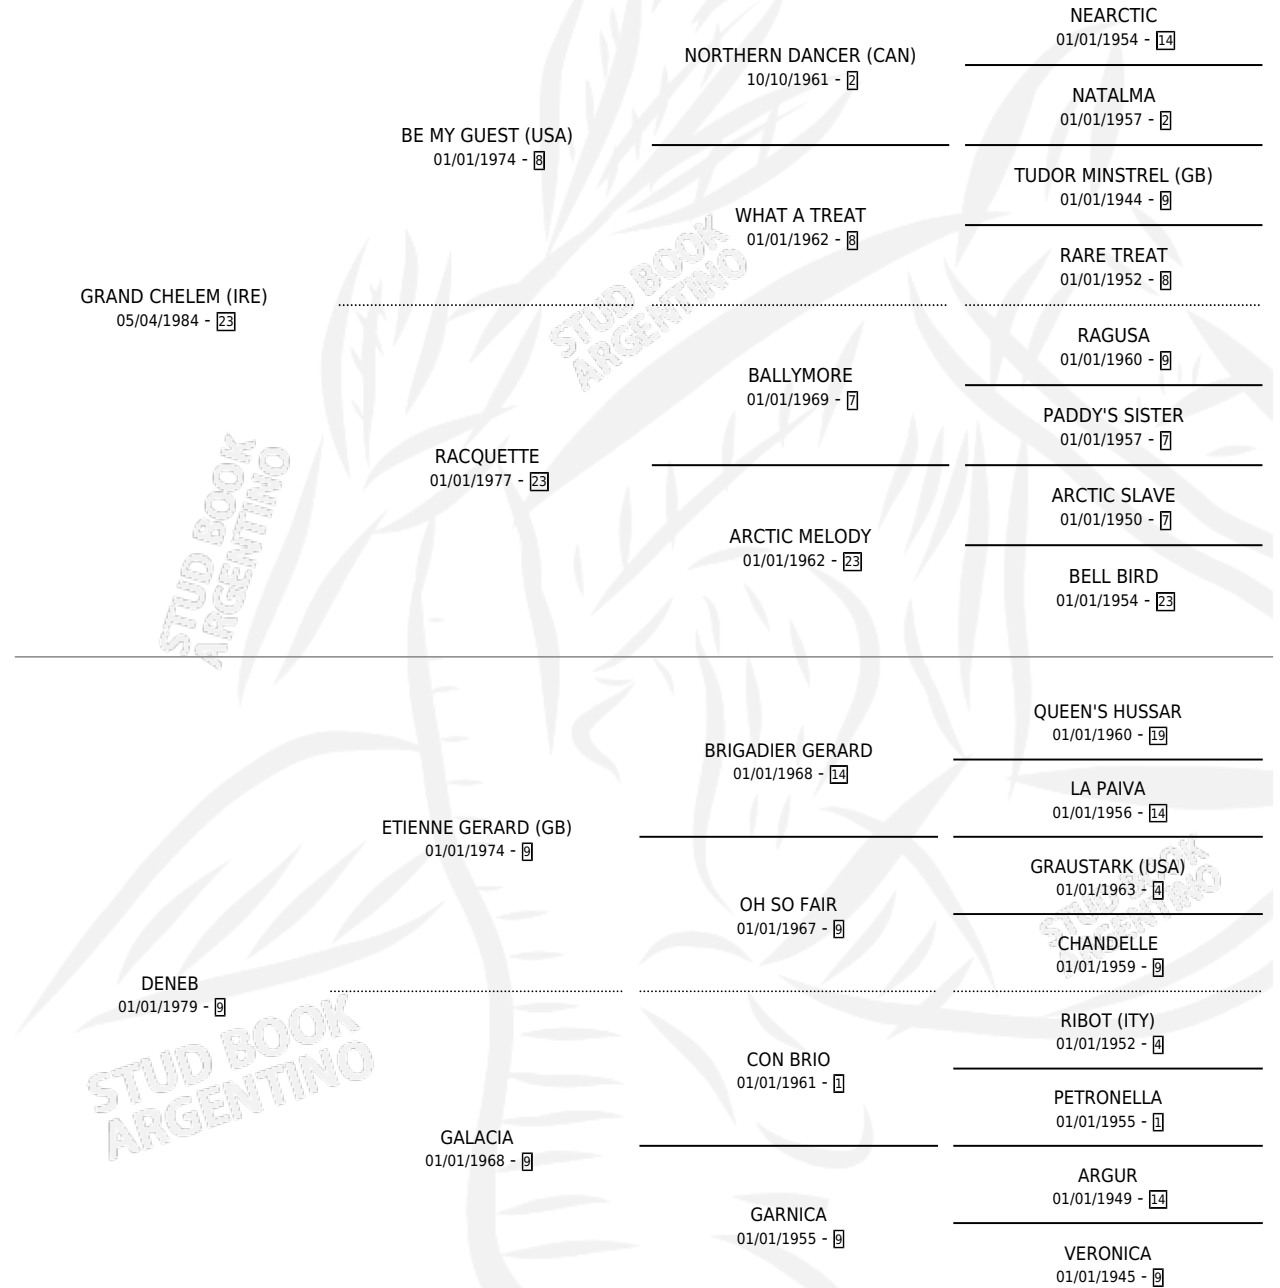 NEARCTIC
01/01/1954 - 14
NORTHERN DANCER (CAN)
10/10/1961 - 2
NATALMA
01/01/1957 - 2
BE MY GUEST (USA)
01/01/1974 - 8
TUDOR MINSTREL (GB)
01/01/1944 - 9
WHAT A TREAT
01/01/1962 - 8
RARE TREAT
01/01/1952 - 8
GRAND CHELEM (IRE)
05/04/1984 - 23
STUD BOOK
ARGENTINO
RAGUSA
01/01/1960 - 9
BALLYMORE
01/01/1969 - 7
PADDY'S SISTER
01/01/1957 - 7
RACQUETTE
01/01/1977 - 23
ARCTIC SLAVE
01/01/1950 - 7
ARCTIC MELODY
01/01/1962 - 23
BELL BIRD
01/01/1954 - 23
STUD BOOK
ARGENTINO
QUEEN'S HUSSAR
01/01/1960 - 19
BRIGADIER GERARD
01/01/1968 - 14
LA PAIVA
01/01/1956 - 14
ETIENNE GERARD (GB)
01/01/1974 - 9
GRAUSTARK (USA)
01/01/1963 - 4
STUD BOOK
ARGENTINO
OH SO FAIR
01/01/1967 - 9
CHANDELLE
01/01/1959 - 9
DENEB
01/01/1979 - 9
RIBOT (ITY)
01/01/1952 - 4
STUD BOOK
ARGENTINO
CON BRIO
01/01/1961 - 1
PETRONELLA
01/01/1955 - 1
GALACIA
01/01/1968 - 9
ARGUR
01/01/1949 - 14
GARNICA
01/01/1955 - 9
VERONICA
01/01/1945 - 9